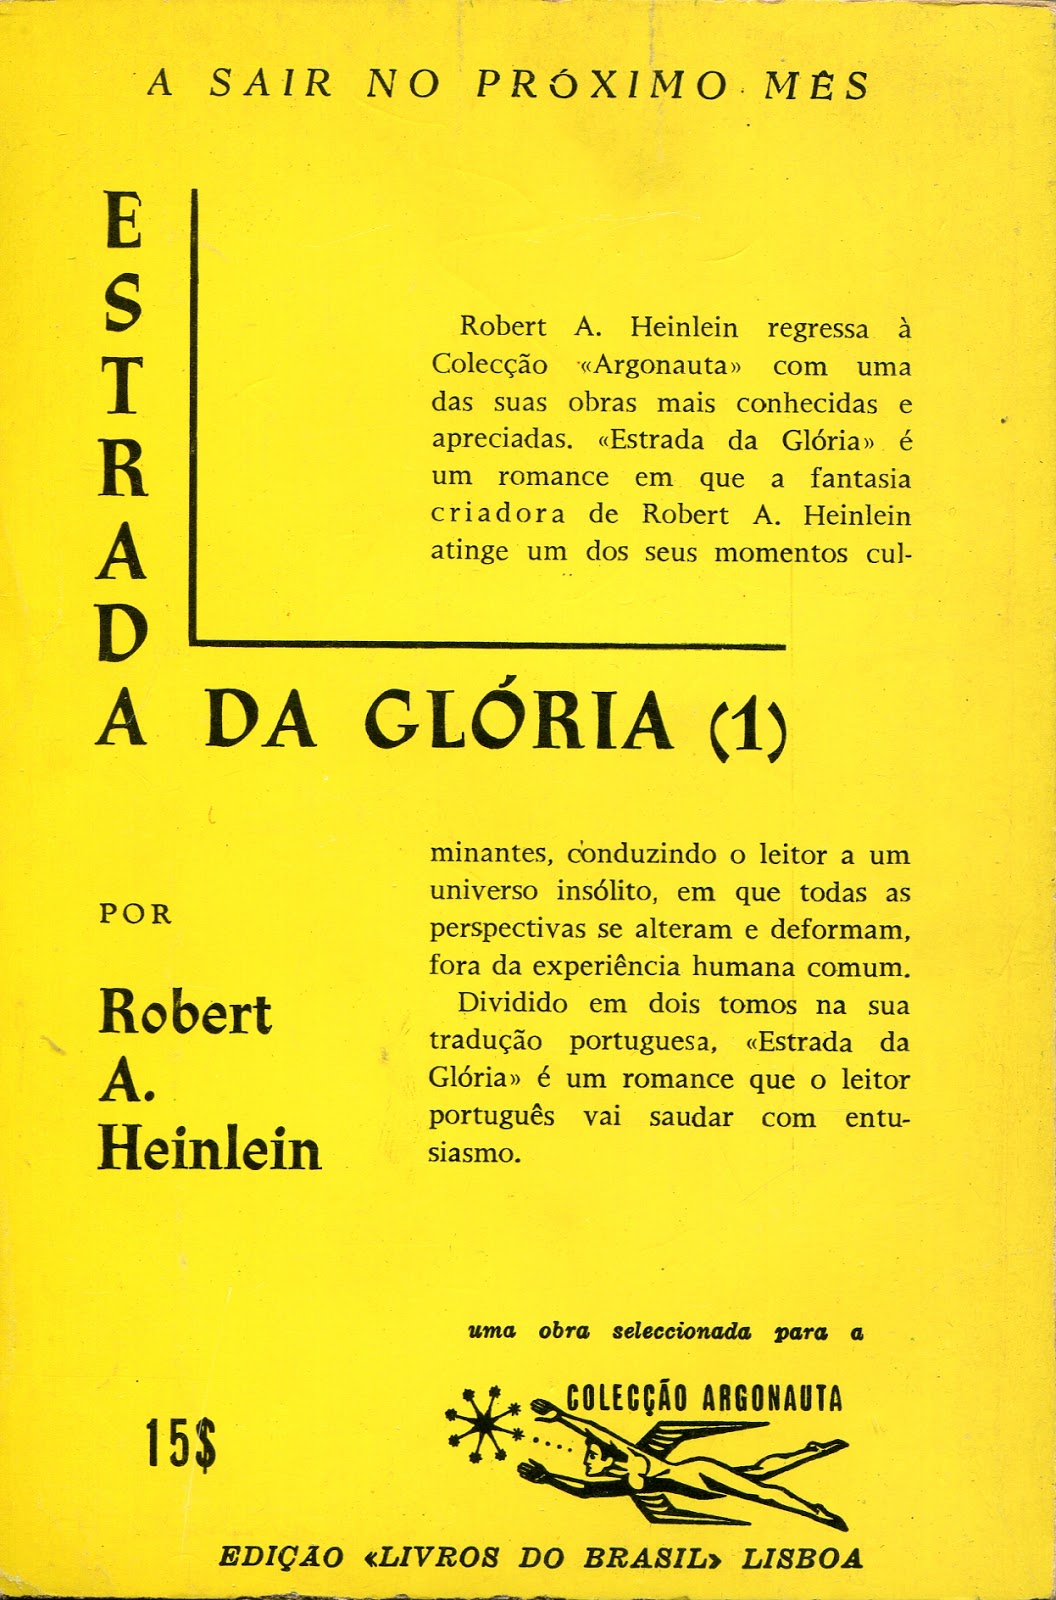 A SAIR NO PRÓXIMO MÊS
ESTRADA
DA GLÓRIA (1)
Robert A. Heinlein regressa à
Colecção «Argonauta» com uma
das suas obras mais conhecidas e
apreciadas. «Estrada da Glória» é
um romance em que a fantasia
criadora de Robert A. Heinlein
atinge um dos seus momentos cul-
minantes, conduzindo o leitor a um
universo insólito, em que todas as
perspectivas se alteram e deformam,
fora da experiência humana comum.
Dividido em dois tomos na sua
tradução portuguesa, «Estrada da
Glória» é um romance que o leitor
português vai saudar com entu-
siasmo.
POR
Robert
A.
Heinlein
uma obra seleccionada para a
COLECÇÃO ARGONAUTA
15$
EDIÇÃO «LIVROS DO BRASIL» LISBOA